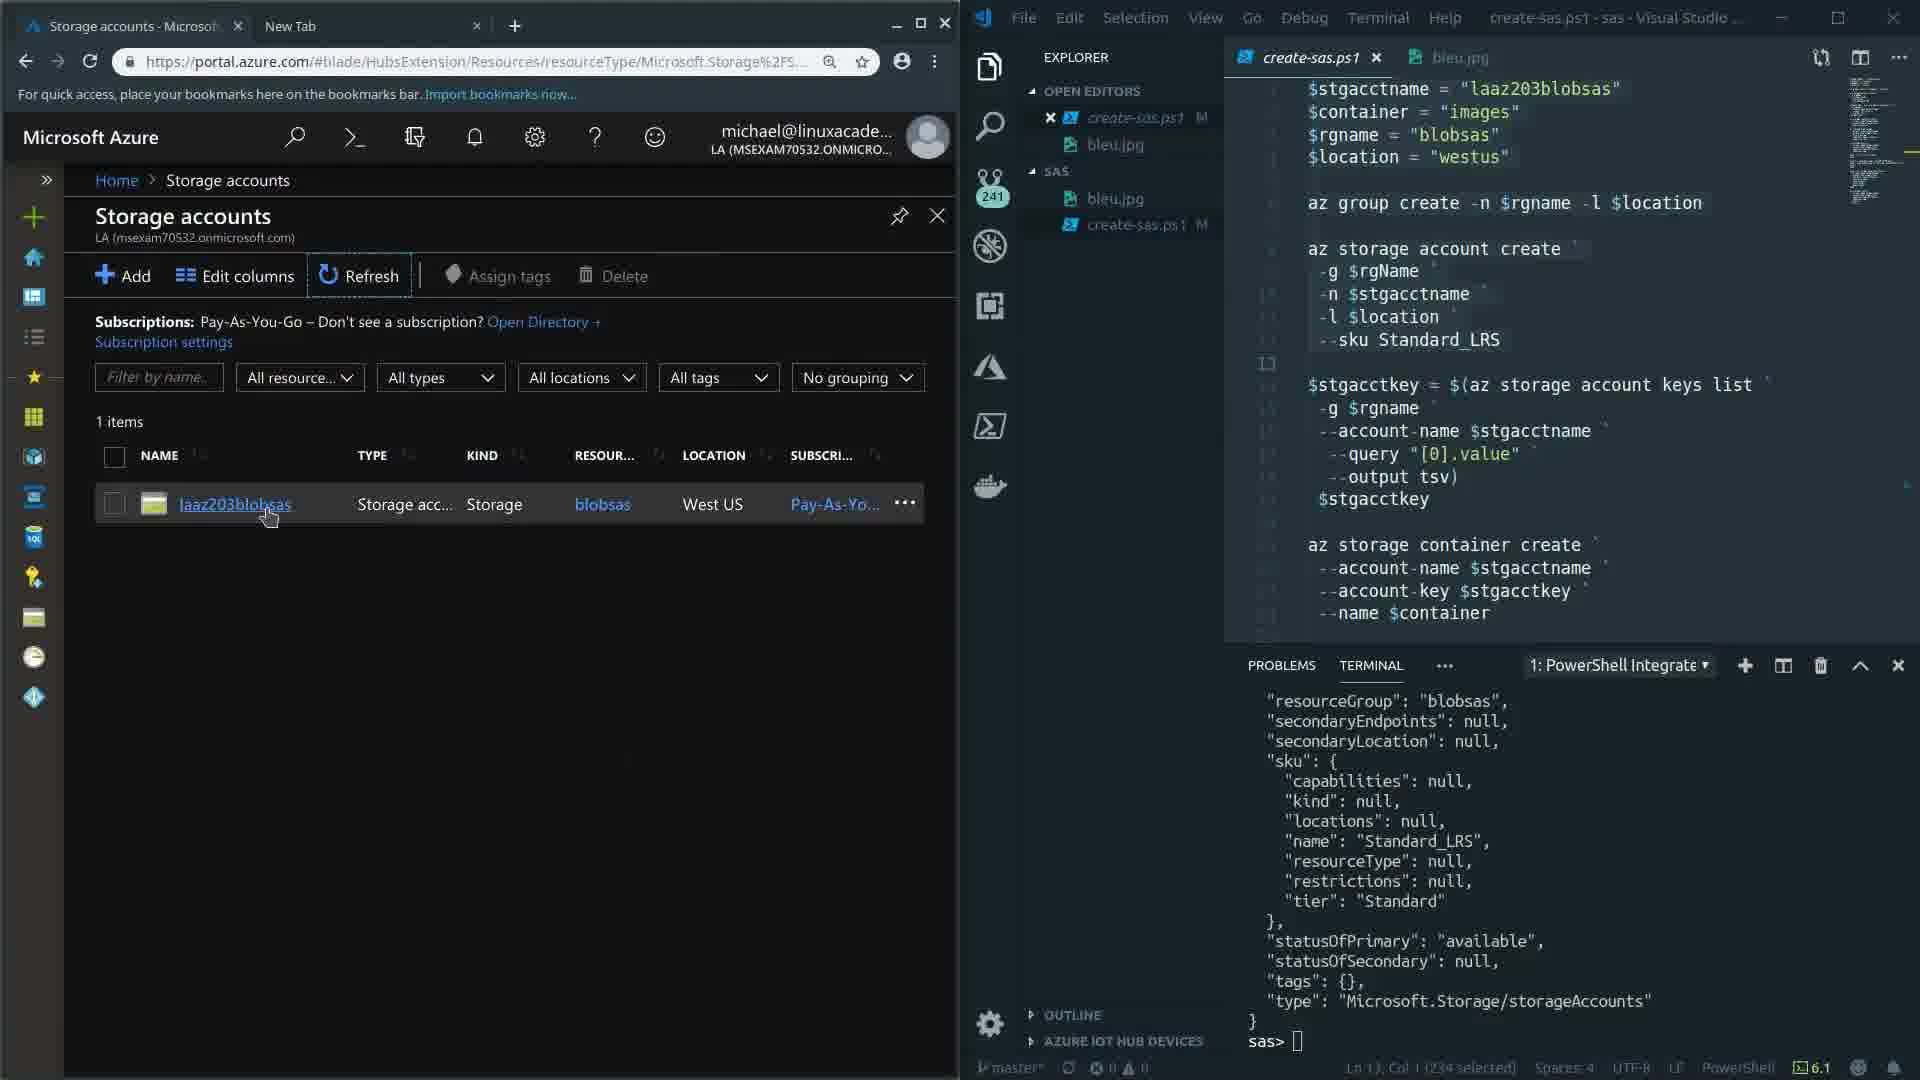 Storage accounts - Microsoft
New Tab
https://portal.azure.com/#blade/HubsExtension/Resources/resourceType/Microsoft.Storage%2FS...
For quick access, place your bookmarks here on the bookmarks bar. Import bookmarks now...
Microsoft Azure
michael@linuxacade...
LA (MSEXAM70532.ONMICRO...
Home > Storage accounts
Storage accounts
LA (msexam70532.onmicrosoft.com)
Add
Edit columns
Refresh
Assign tags
Delete
Subscriptions: Pay-As-You-Go – Don't see a subscription? Open Directory +
Subscription settings
Filter by name..
All resource...
All types
All locations
All tags
No grouping
1 items
NAME
TYPE
KIND
RESOUR...
LOCATION
SUBSCRI...
laaz203blobsas
Storage acc...
Storage
blobsas
West US
Pay-As-Yo...
...
File Edit Selection View Go Debug Terminal Help
create-sas.ps1 - sas - Visual Studio ...
EXPLORER
OPEN EDITORS
create-sas.ps1 M
bleu.jpg
SAS
bleu.jpg
create-sas.ps1 M
241
OUTLINE
AZURE IOT HUB DEVICES
create-sas.ps1
bleu.jpg
$stgacctname = "laaz203blobsas"
$container = "images"
$rgname = "blobsas"
$location = "westus"
az group create -n $rgname -l $location
az storage account create `
-g $rgName `
-n $stgacctname `
-l $location `
--sku Standard_LRS
$stgacctkey = $(az storage account keys list `
-g $rgname `
--account-name $stgacctname `
--query "[0].value" `
--output tsv)
$stgacctkey
az storage container create `
--account-name $stgacctname `
--account-key $stgacctkey `
--name $container
PROBLEMS
TERMINAL
1: PowerShell Integrate
"resourceGroup": "blobsas",
"secondaryEndpoints": null,
"secondaryLocation": null,
"sku": {
"capabilities": null,
"kind": null,
"locations": null,
"name": "Standard_LRS",
"resourceType": null,
"restrictions": null,
"tier": "Standard"
},
"statusOfPrimary": "available",
"statusOfSecondary": null,
"tags": {},
"type": "Microsoft.Storage/storageAccounts"
}
sas>
master*
0
0
Ln 13, Col 1 (234 selected)
Spaces: 4
UTF-8
LF
PowerShell
6.1